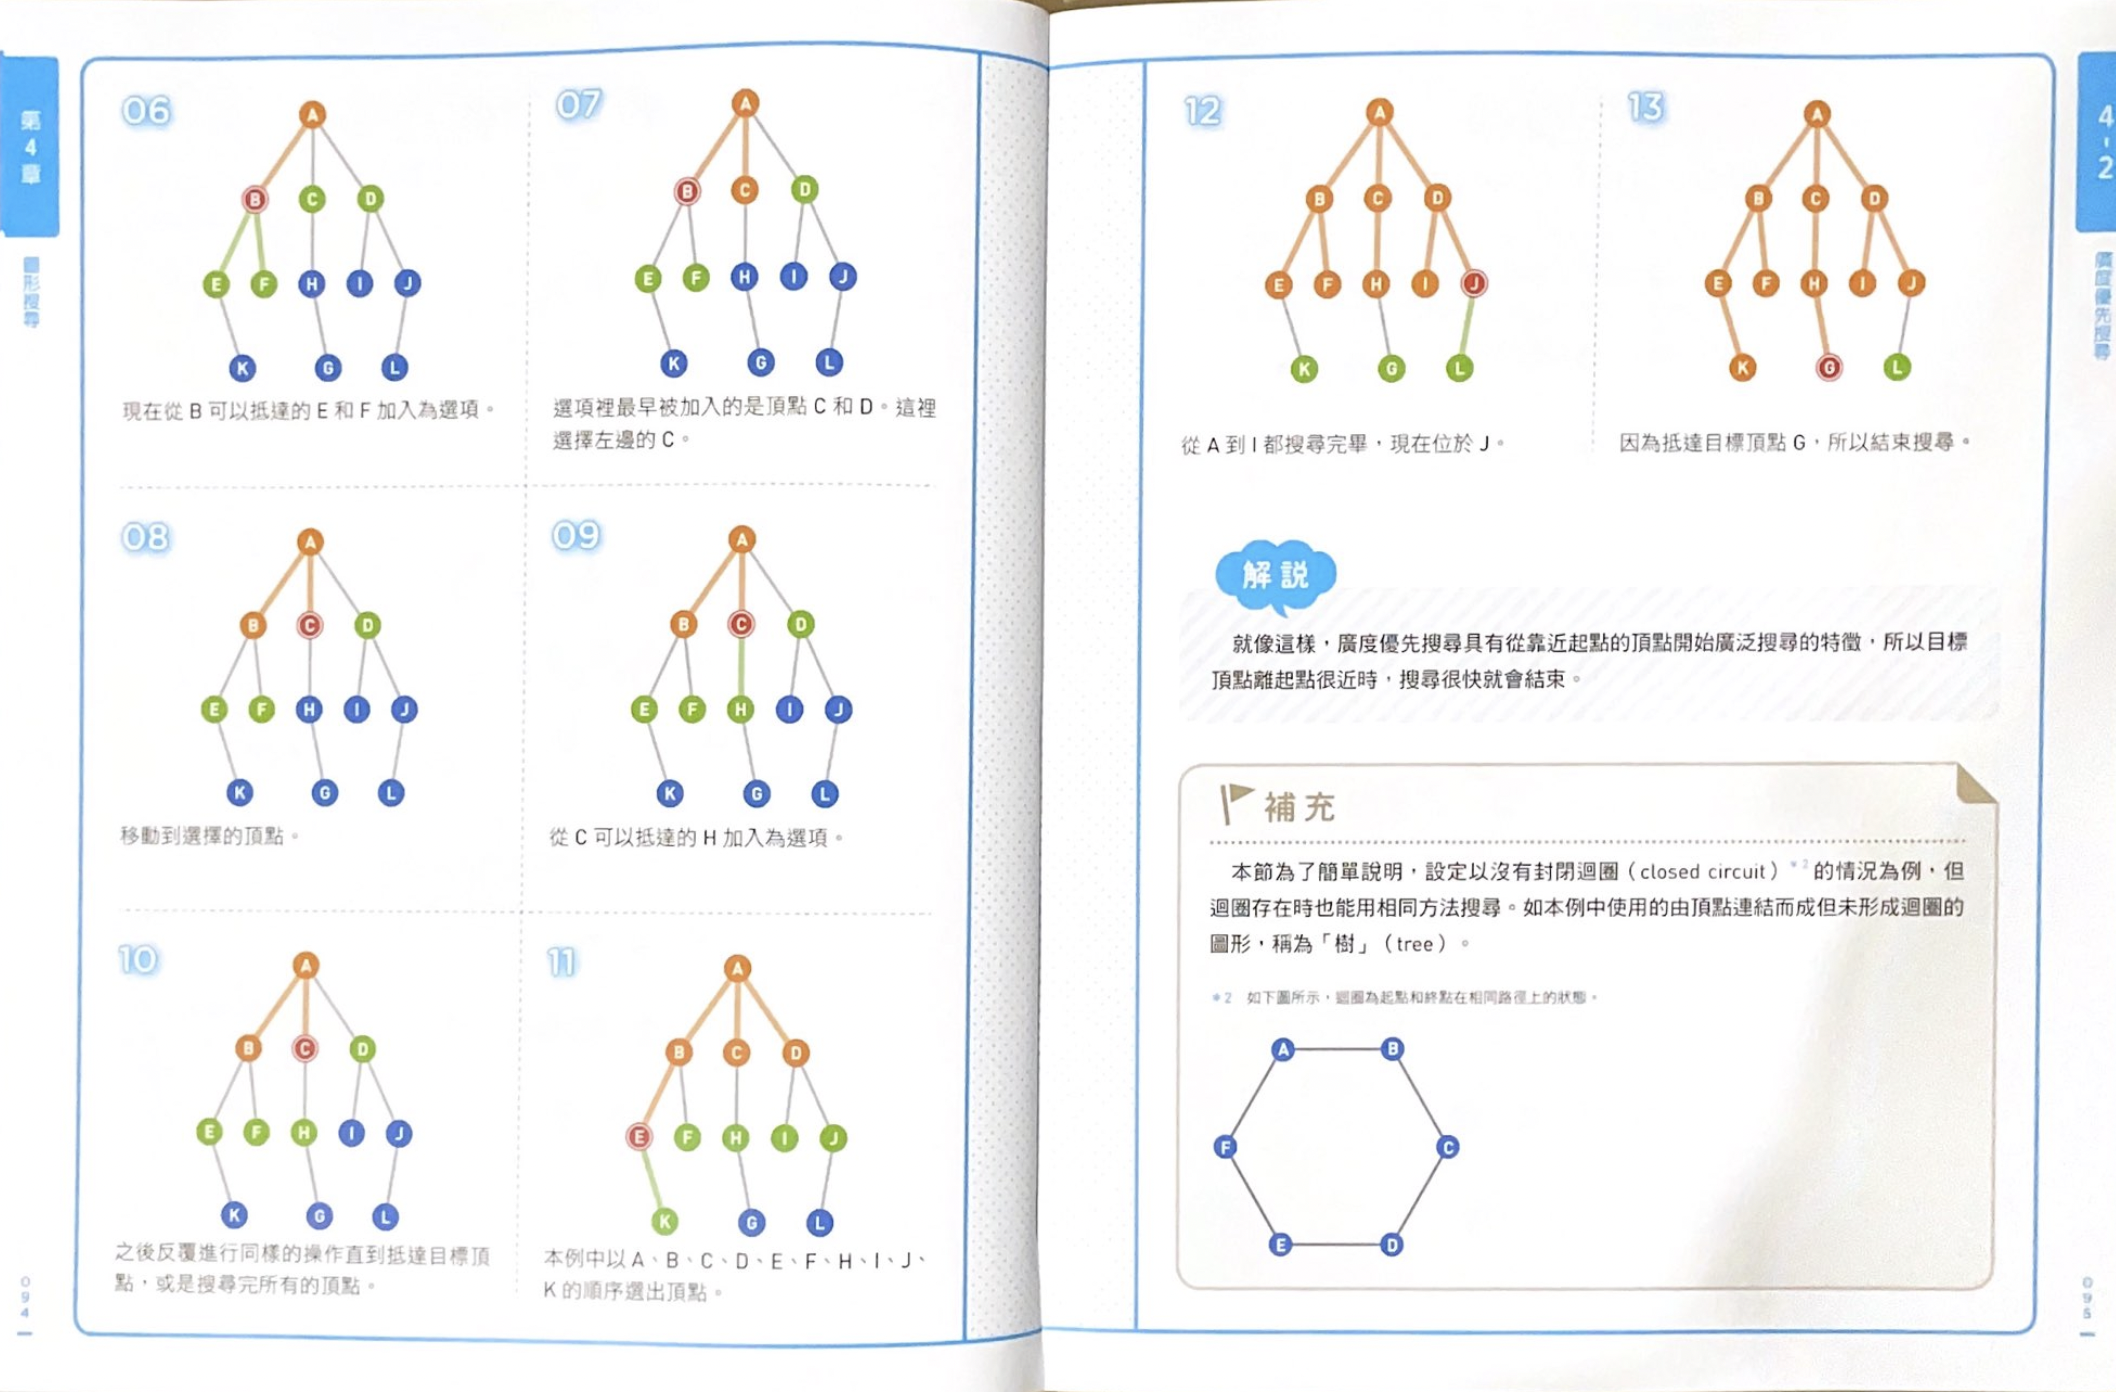 第4章
圖形搜尋
094
06
A
B C D
E F H I J
K G L
現在從 B 可以抵達的 E 和 F 加入為選項。
07
A
B C D
E F H I J
K G L
選項裡最早被加入的是頂點 C 和 D。這裡
選擇左邊的 C。
08
A
B C D
E F H I J
K G L
移動到選擇的頂點。
09
A
B C D
E F H I J
K G L
從 C 可以抵達的 H 加入為選項。
10
A
B C D
E F H I J
K G L
之後反覆進行同樣的操作直到抵達目標頂
點,或是搜尋完所有的頂點。
11
A
B C D
E F H I J
K G L
本例中以 A、B、C、D、E、F、H、I、J、
K 的順序選出頂點。
12
A
B C D
E F H I J
K G L
從 A 到 I 都搜尋完畢,現在位於 J。
13
A
B C D
E F H I J
K G L
因為抵達目標頂點 G,所以結束搜尋。
解說
就像這樣,廣度優先搜尋具有從靠近起點的頂點開始廣泛搜尋的特徵,所以目標
頂點離起點很近時,搜尋很快就會結束。
補充
本節為了簡單說明,設定以沒有封閉迴圈(closed circuit)*2 的情況為例,但
迴圈存在時也能用相同方法搜尋。如本例中使用的由頂點連結而成但未形成迴圈的
圖形,稱為「樹」(tree)。
*2 如下圖所示,迴圈為起點和終點在相同路徑上的狀態。
A B
F C
E D
4-2
廣度優先搜尋
095